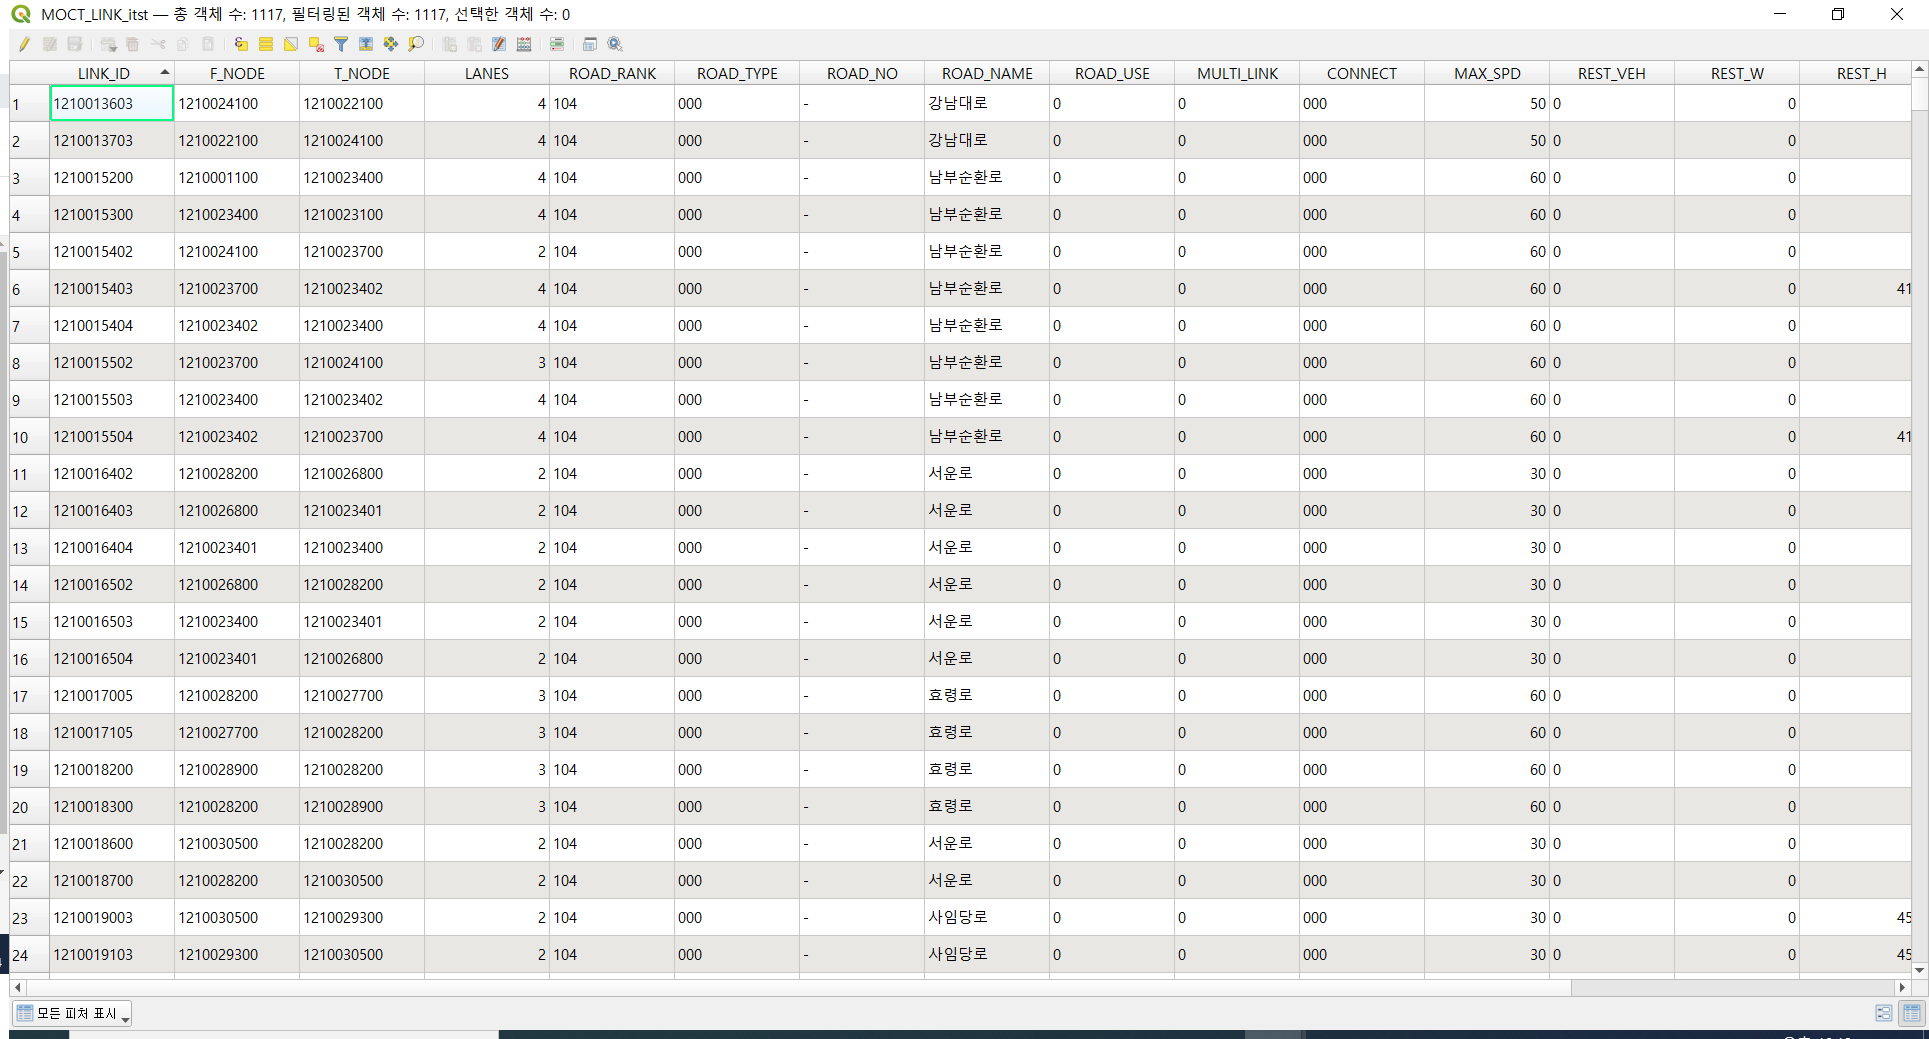 MOCT_LINK_itst — 총 객체 수: 1117, 필터링된 객체 수: 1117, 선택한 객체 수: 0
LINK_ID F_NODE T_NODE LANES ROAD_RANK ROAD_TYPE ROAD_NO ROAD_NAME ROAD_USE MULTI_LINK CONNECT MAX_SPD REST_VEH REST_W REST_H
1 1210013603 1210024100 1210022100 4 104 000 - 강남대로 0 0 000 50 0 0
2 1210013703 1210022100 1210024100 4 104 000 - 강남대로 0 0 000 50 0 0
3 1210015200 1210001100 1210023400 4 104 000 - 남부순환로 0 0 000 60 0 0
4 1210015300 1210023400 1210023100 4 104 000 - 남부순환로 0 0 000 60 0 0
5 1210015402 1210024100 1210023700 2 104 000 - 남부순환로 0 0 000 60 0 0
6 1210015403 1210023700 1210023402 4 104 000 - 남부순환로 0 0 000 60 0 0 41
7 1210015404 1210023402 1210023400 4 104 000 - 남부순환로 0 0 000 60 0 0
8 1210015502 1210023700 1210024100 3 104 000 - 남부순환로 0 0 000 60 0 0
9 1210015503 1210023400 1210023402 4 104 000 - 남부순환로 0 0 000 60 0 0
10 1210015504 1210023402 1210023700 4 104 000 - 남부순환로 0 0 000 60 0 0 41
11 1210016402 1210028200 1210026800 2 104 000 - 서운로 0 0 000 30 0 0
12 1210016403 1210026800 1210023401 2 104 000 - 서운로 0 0 000 30 0 0
13 1210016404 1210023401 1210023400 2 104 000 - 서운로 0 0 000 30 0 0
14 1210016502 1210026800 1210028200 2 104 000 - 서운로 0 0 000 30 0 0
15 1210016503 1210023400 1210023401 2 104 000 - 서운로 0 0 000 30 0 0
16 1210016504 1210023401 1210026800 2 104 000 - 서운로 0 0 000 30 0 0
17 1210017005 1210028200 1210027700 3 104 000 - 효령로 0 0 000 60 0 0
18 1210017105 1210027700 1210028200 3 104 000 - 효령로 0 0 000 60 0 0
19 1210018200 1210028900 1210028200 3 104 000 - 효령로 0 0 000 60 0 0
20 1210018300 1210028200 1210028900 3 104 000 - 효령로 0 0 000 60 0 0
21 1210018600 1210030500 1210028200 2 104 000 - 서운로 0 0 000 30 0 0
22 1210018700 1210028200 1210030500 2 104 000 - 서운로 0 0 000 30 0 0
23 1210019003 1210030500 1210029300 2 104 000 - 사임당로 0 0 000 30 0 0 45
24 1210019103 1210029300 1210030500 2 104 000 - 사임당로 0 0 000 30 0 0 45
모든 피처 표시